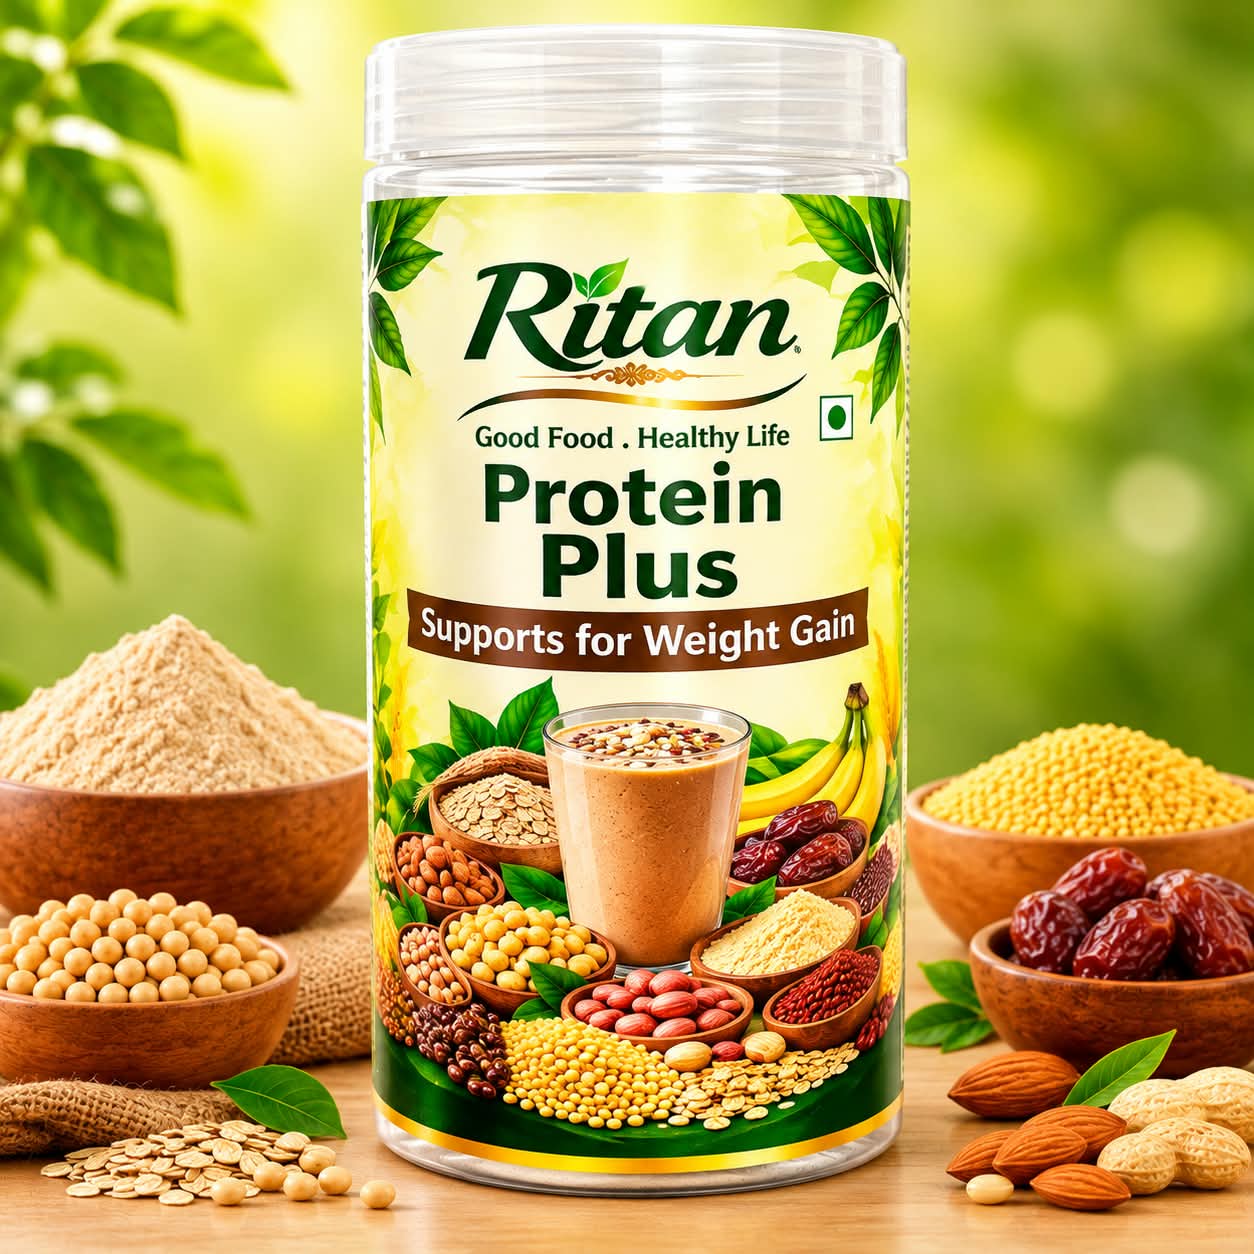 Ritan®
Good Food . Healthy Life
Protein
Plus
Supports for Weight Gain